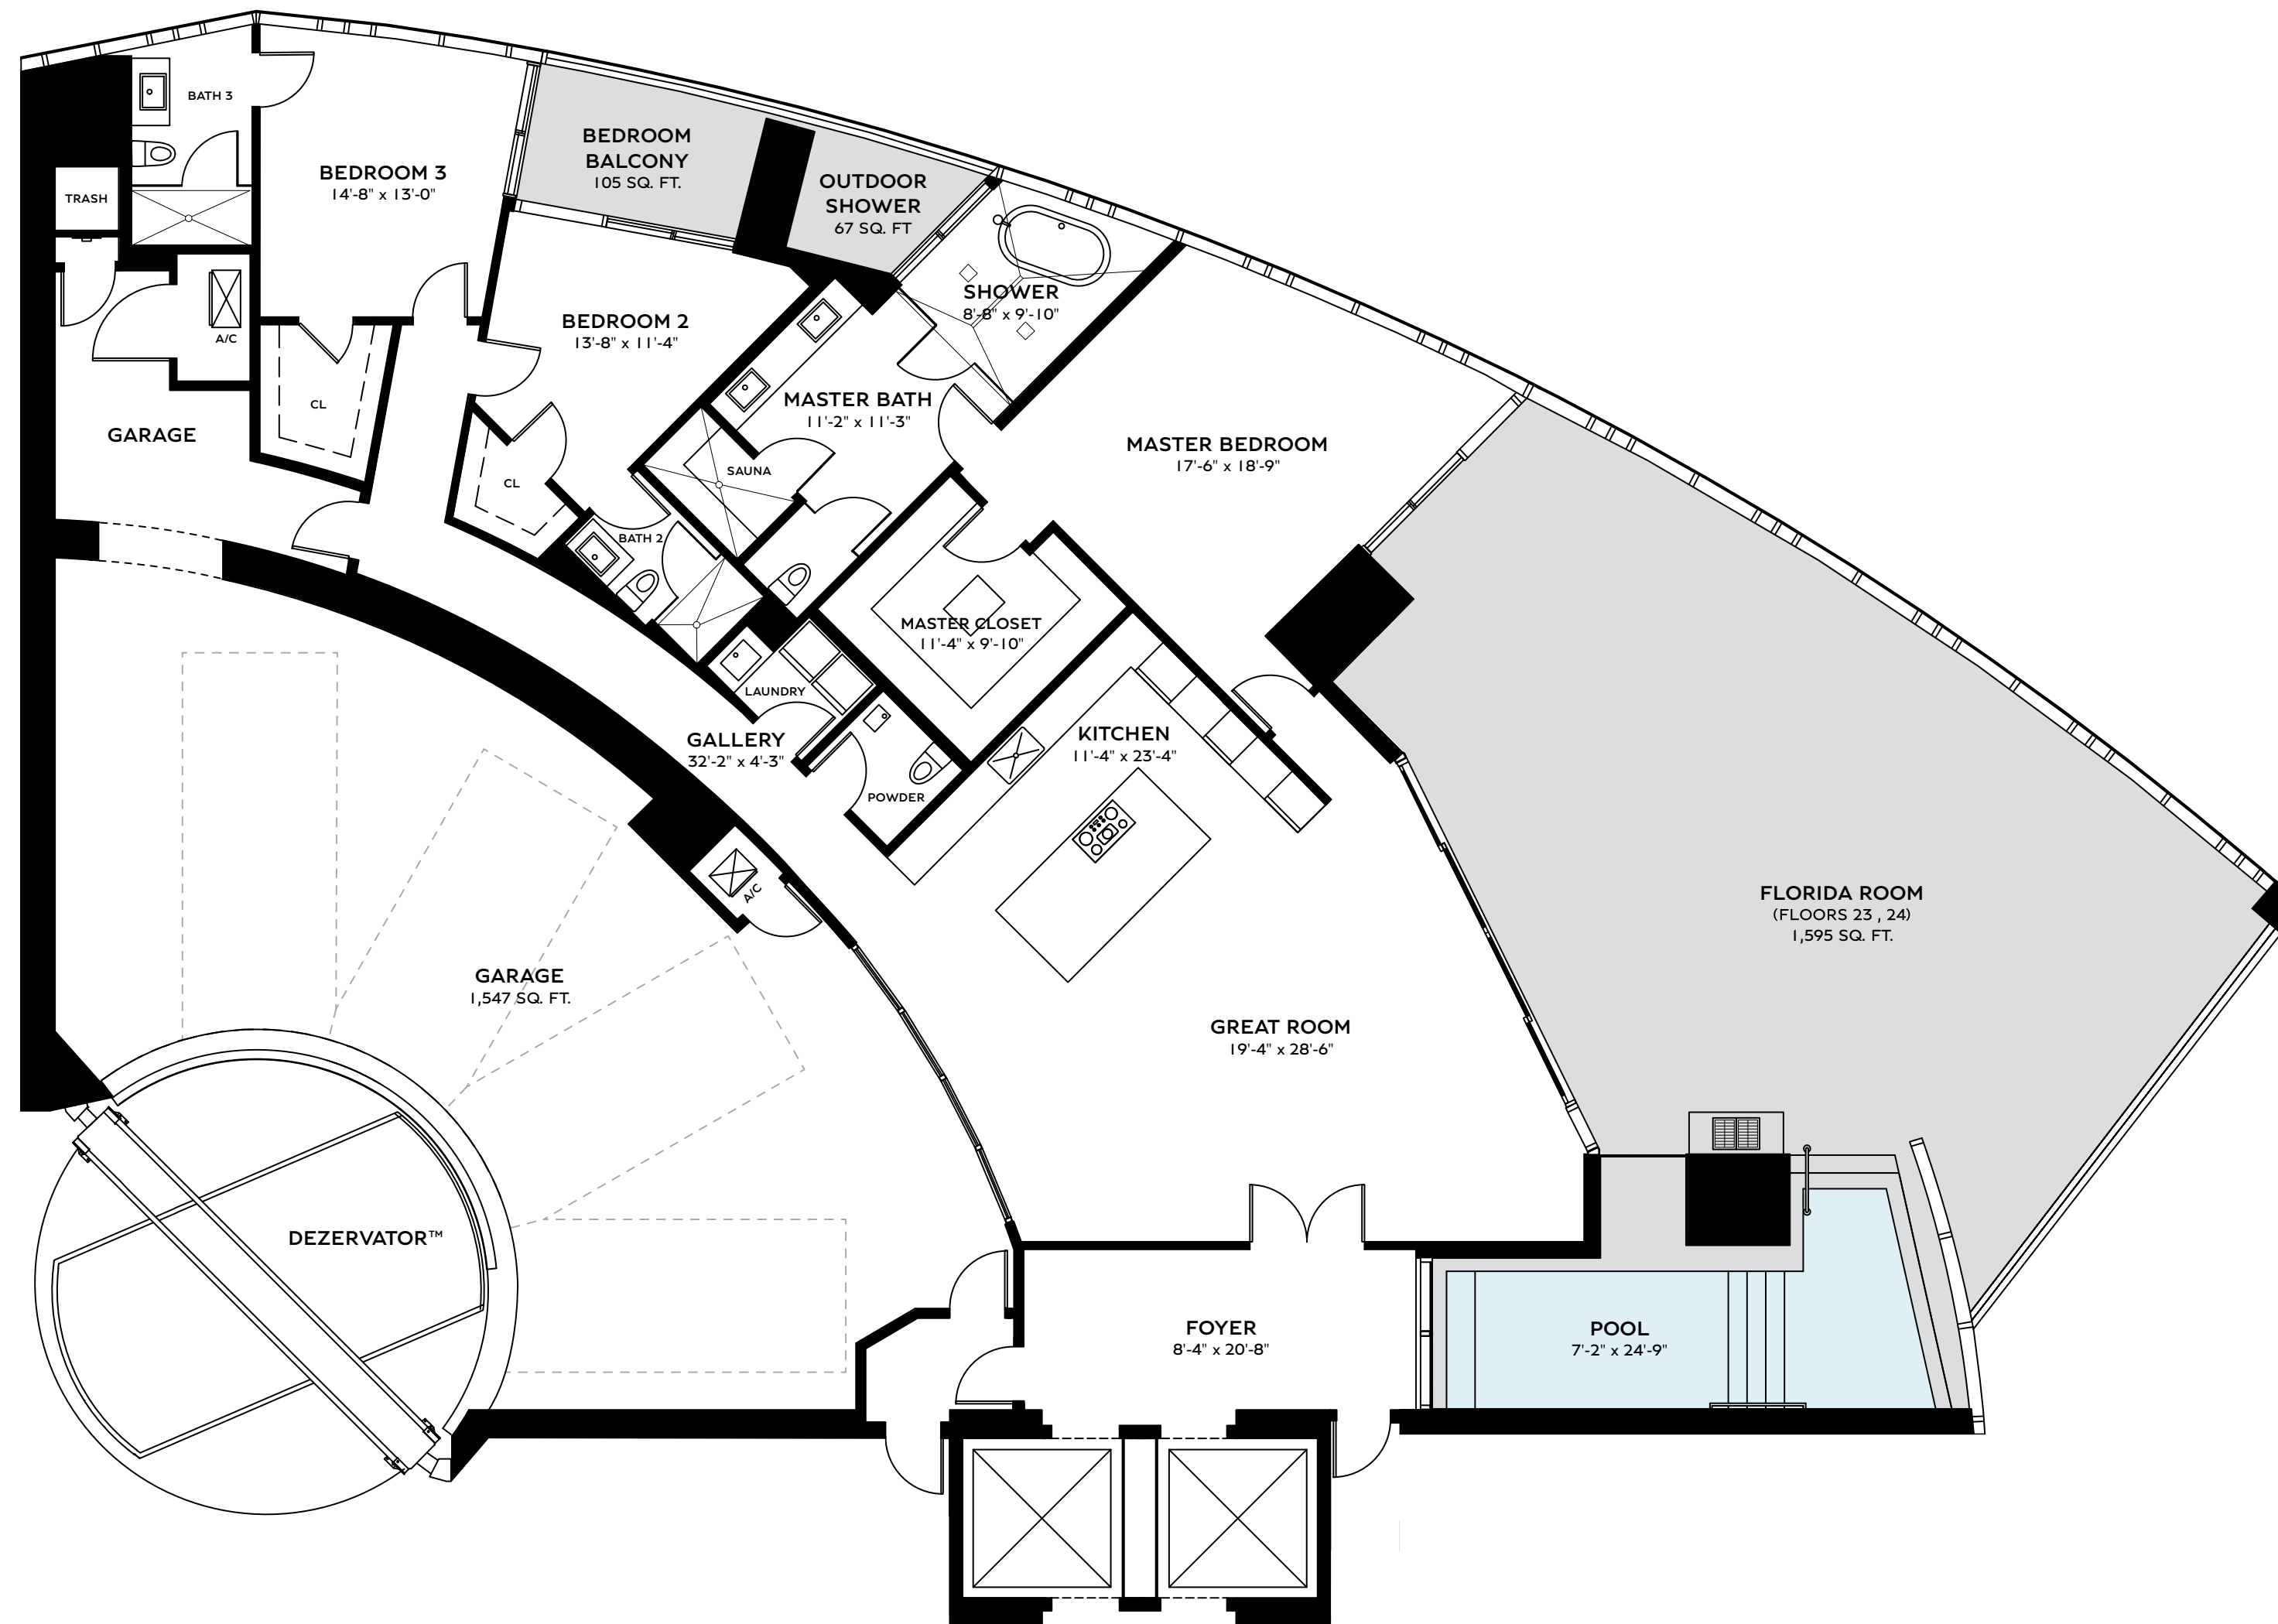 BATH 3
BEDROOM 3
14'-8" x 13'-0"
BEDROOM
BALCONY
105 SQ. FT.
OUTDOOR
SHOWER
67 SQ. FT
TRASH
A/C
CL
GARAGE
BEDROOM 2
13'-8" x 11'-4"
SHOWER
8'-8" x 9'-10"
MASTER BATH
11'-2" x 11'-3"
SAUNA
CL
BATH 2
MASTER BEDROOM
17'-6" x 18'-9"
MASTER CLOSET
11'-4" x 9'-10"
LAUNDRY
GALLERY
32'-2" x 4'-3"
POWDER
KITCHEN
11'-4" x 23'-4"
A/C
FLORIDA ROOM
(FLOORS 23 , 24)
1,595 SQ. FT.
GARAGE
1,547 SQ. FT.
GREAT ROOM
19'-4" x 28'-6"
DEZERVATOR™
FOYER
8'-4" x 20'-8"
POOL
7'-2" x 24'-9"